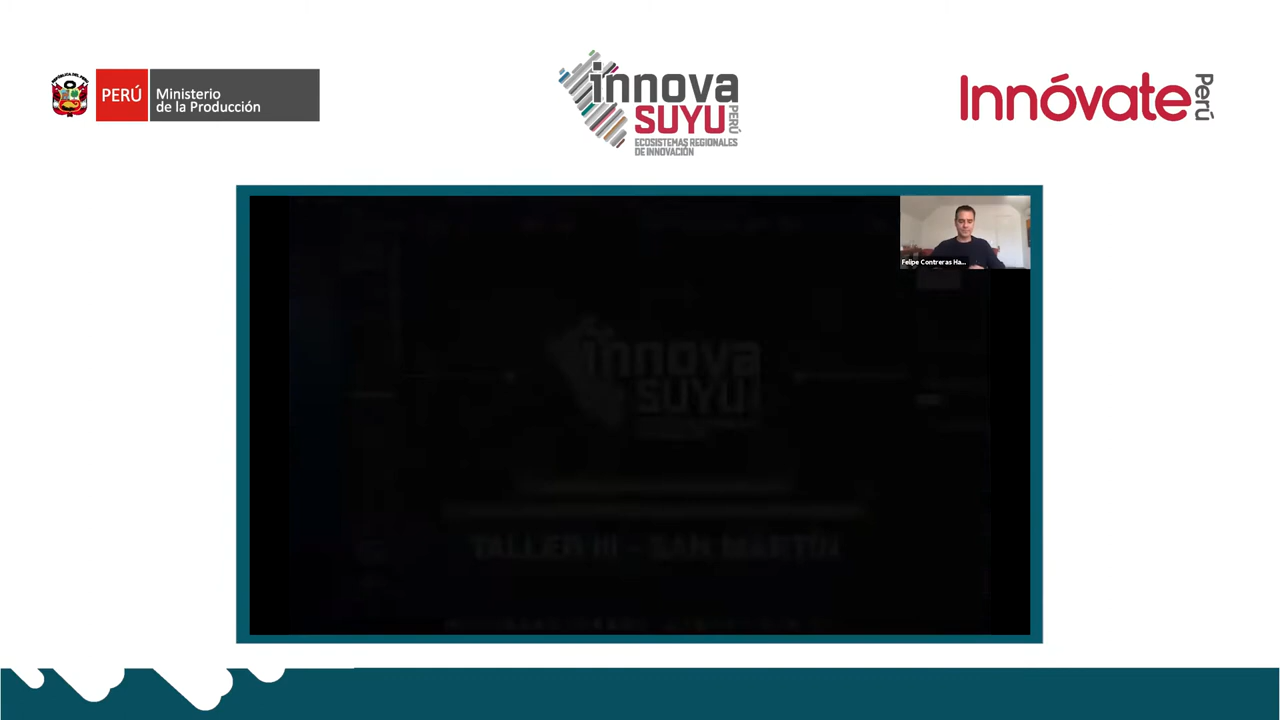 PERÚ
Ministerio
de la Producción
innova
SUYU
PERÚ
ECOSISTEMAS REGIONALES
DE INNOVACIÓN
Innóvate
Perú
Felipe Contreras Ha...
innova
SUYU
TALLER III - SAN MARTÍN